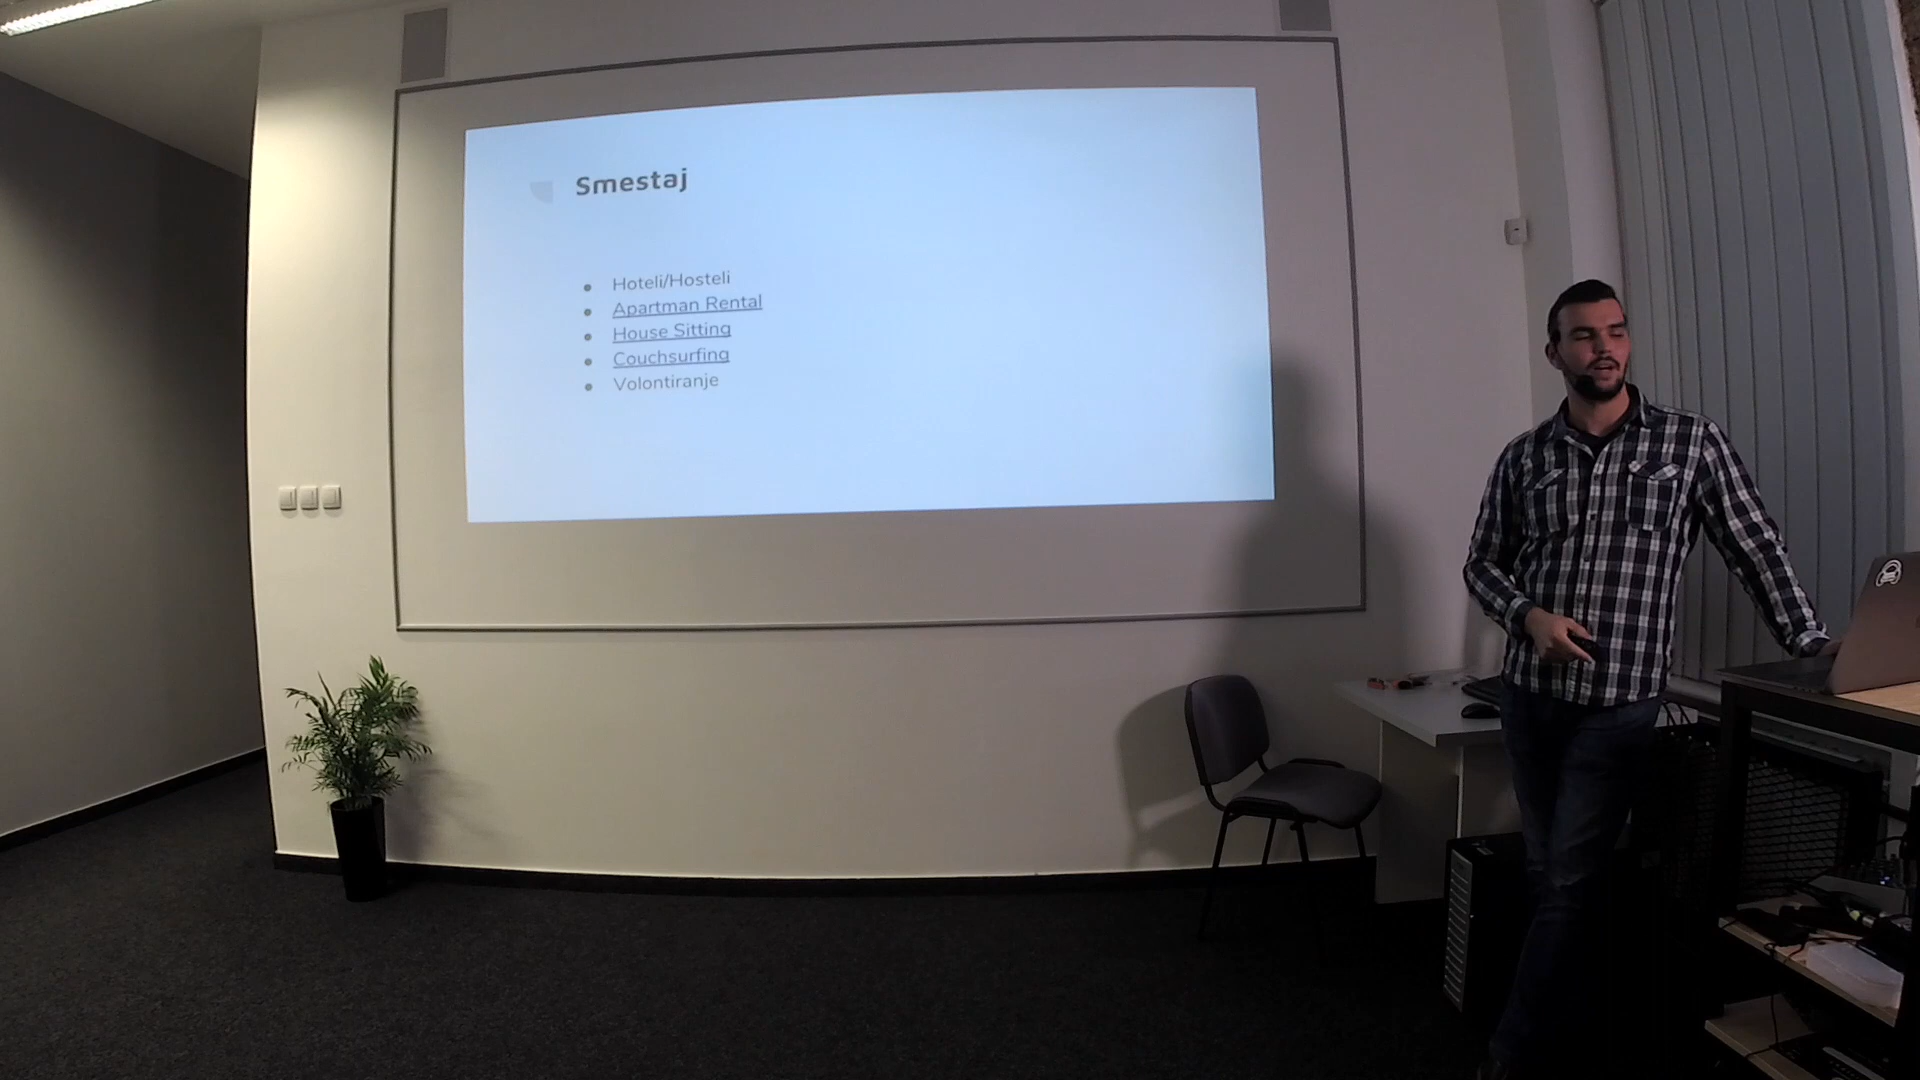 Smestaj
Hoteli/Hosteli
Apartman Rental
House Sitting
Couchsurfing
Volontiranje